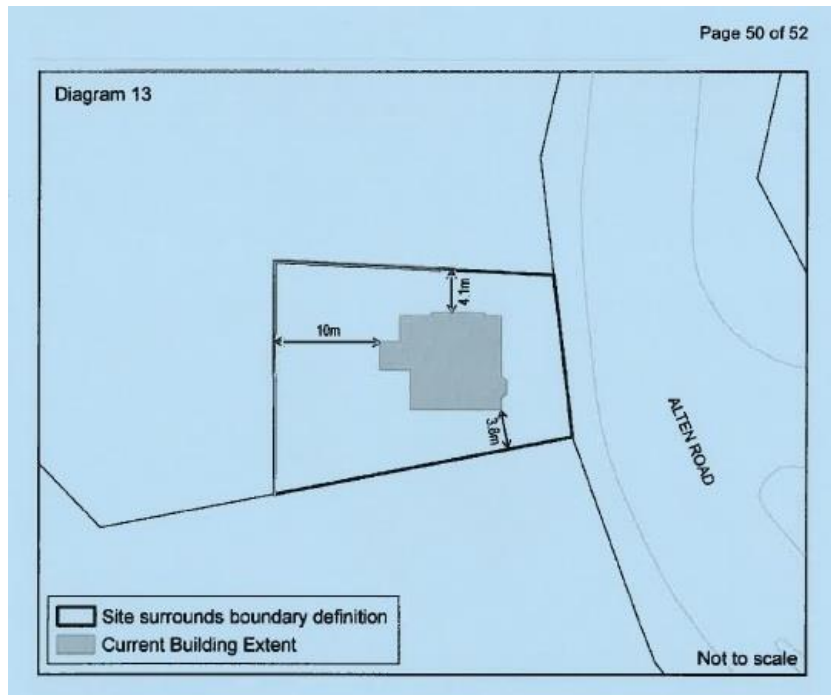 Page 50 of 52
Diagram 13
4.1m
10m
3.8m
ALTEN ROAD
Site surrounds boundary definition
Current Building Extent
Not to scale